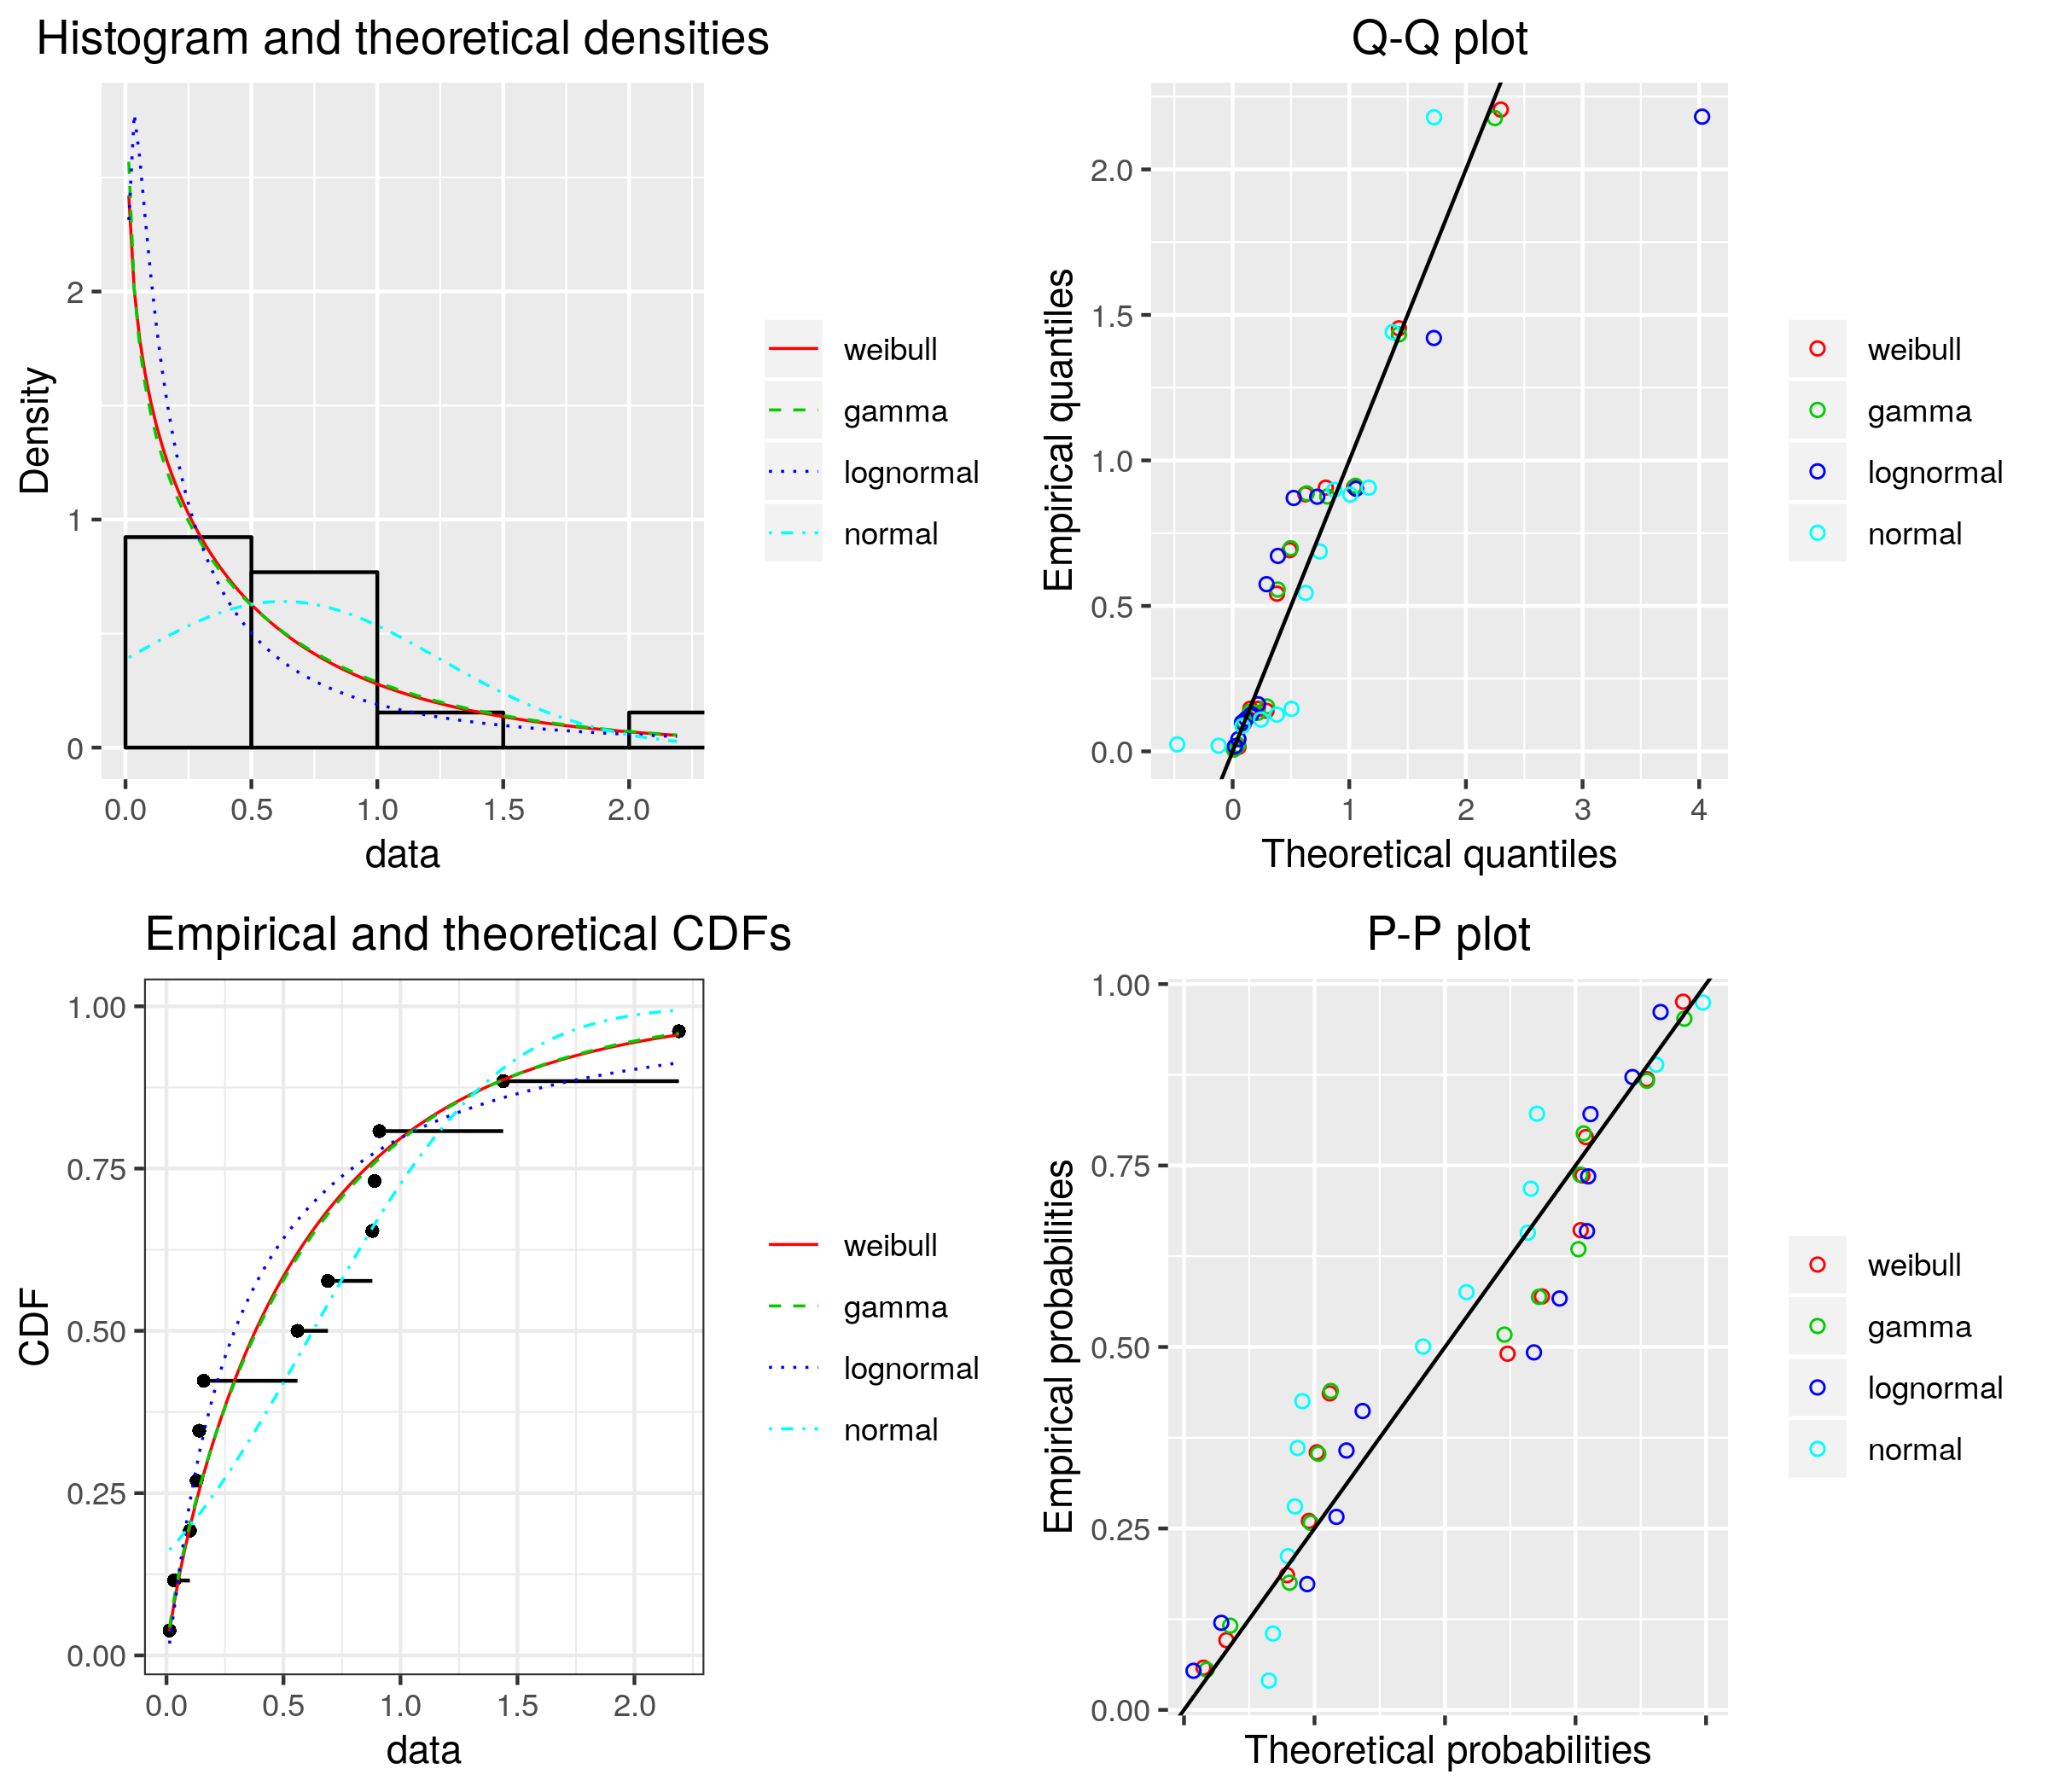 Histogram and theoretical densities
Density
2
1
0
0.0 0.5 1.0 1.5 2.0
data
weibull
gamma
lognormal
normal
Q-Q plot
Empirical quantiles
2.0
1.5
1.0
0.5
0.0
0 1 2 3 4
Theoretical quantiles
weibull
gamma
lognormal
normal
Empirical and theoretical CDFs
CDF
1.00
0.75
0.50
0.25
0.00
0.0 0.5 1.0 1.5 2.0
data
weibull
gamma
lognormal
normal
P-P plot
Empirical probabilities
1.00
0.75
0.50
0.25
0.00
Theoretical probabilities
weibull
gamma
lognormal
normal